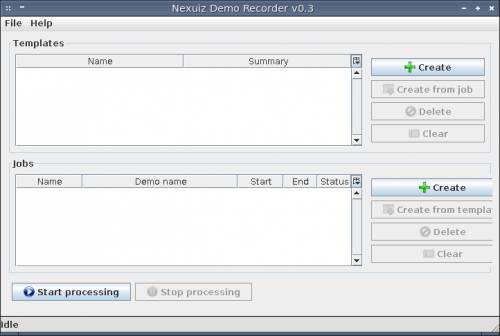 Nexuiz Demo Recorder v0.3
File Help
Templates
Name Summary
Create
Create from job
Delete
Clear
Jobs
Name Demo name Start End Status
Create
Create from templa
Delete
Clear
Start processing Stop processing
Idle